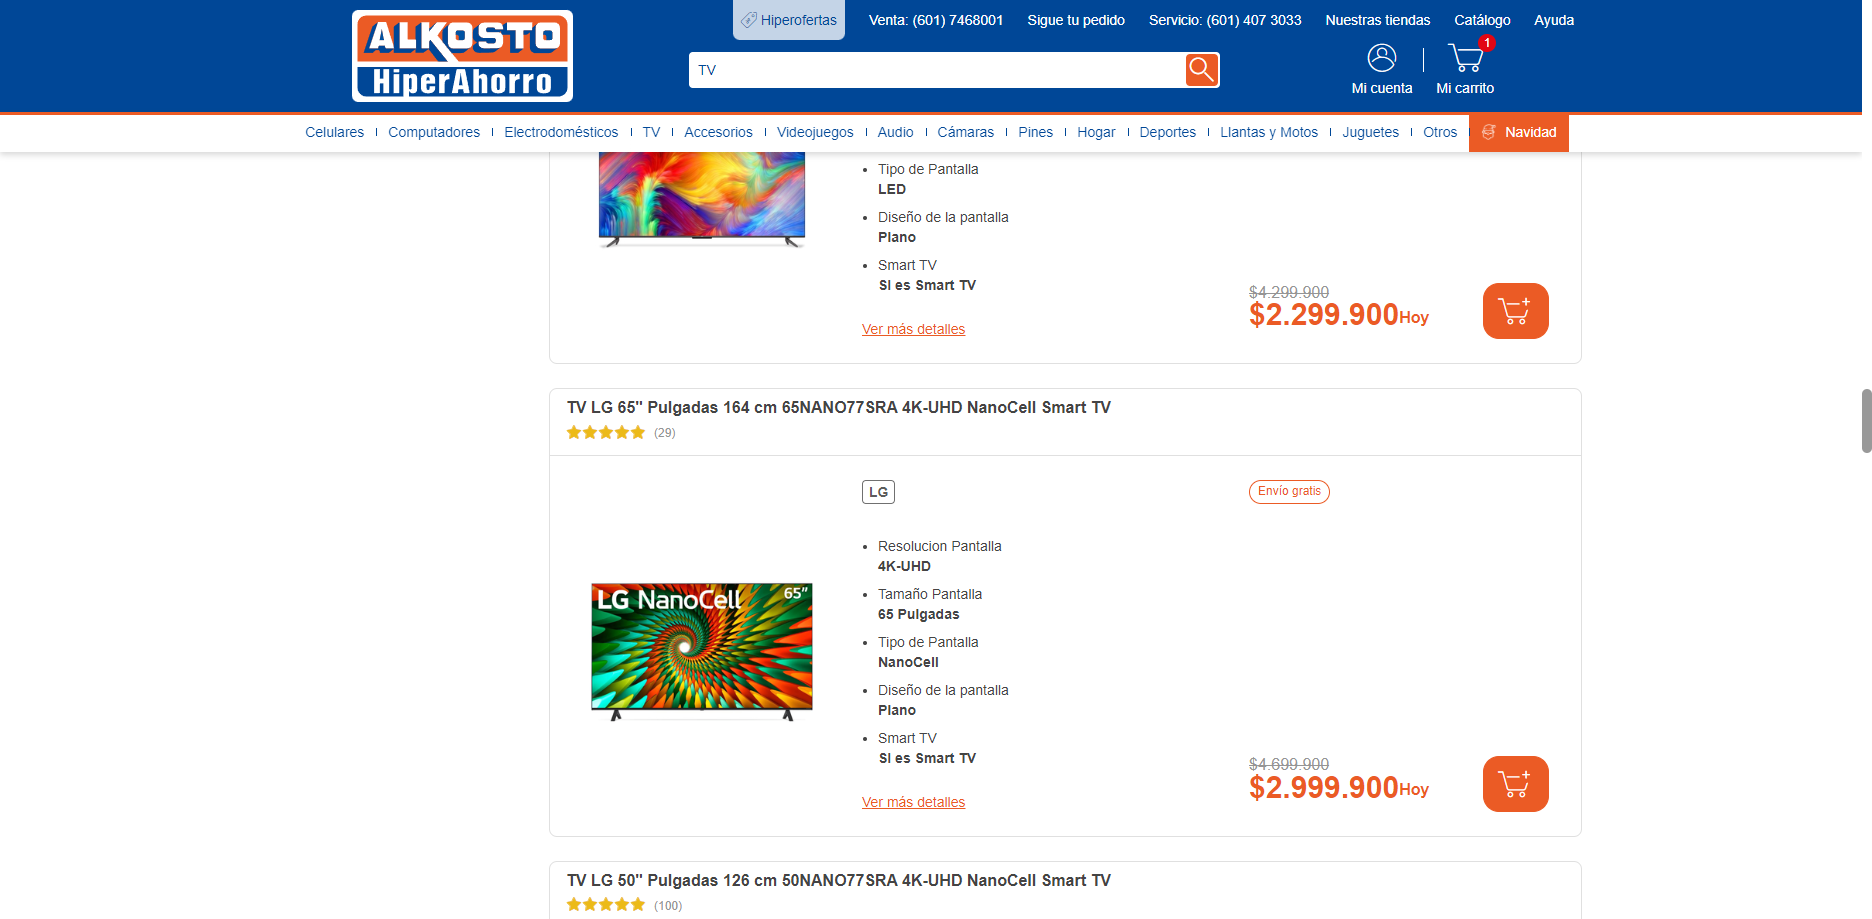 Hiperofertas
Venta: (601) 7468001
Sigue tu pedido
Servicio: (601) 407 3033
Nuestras tiendas
Catálogo
Ayuda
ALKOSTO
HiperAhorro
TV
1
Mi cuenta
Mi carrito
Celulares
Computadores
Electrodomésticos
TV
Accesorios
Videojuegos
Audio
Cámaras
Pines
Hogar
Deportes
Llantas y Motos
Juguetes
Otros
Navidad
Tipo de Pantalla
LED
Diseño de la pantalla
Plano
Smart TV
SI es Smart TV
Ver más detalles
$4.299.900
$2.299.900 Hoy
TV LG 65" Pulgadas 164 cm 65NANO77SRA 4K-UHD NanoCell Smart TV
(29)
LG
Envío gratis
Resolucion Pantalla
4K-UHD
Tamaño Pantalla
65 Pulgadas
LG NanoCell 65"
Tipo de Pantalla
NanoCell
Diseño de la pantalla
Plano
Smart TV
SI es Smart TV
Ver más detalles
$4.699.900
$2.999.900 Hoy
TV LG 50" Pulgadas 126 cm 50NANO77SRA 4K-UHD NanoCell Smart TV
(100)